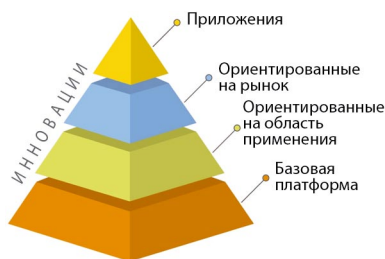 ИННОВАЦИИ
Приложения
Ориентированные
на рынок
Ориентированные
на область
применения
Базовая
платформа